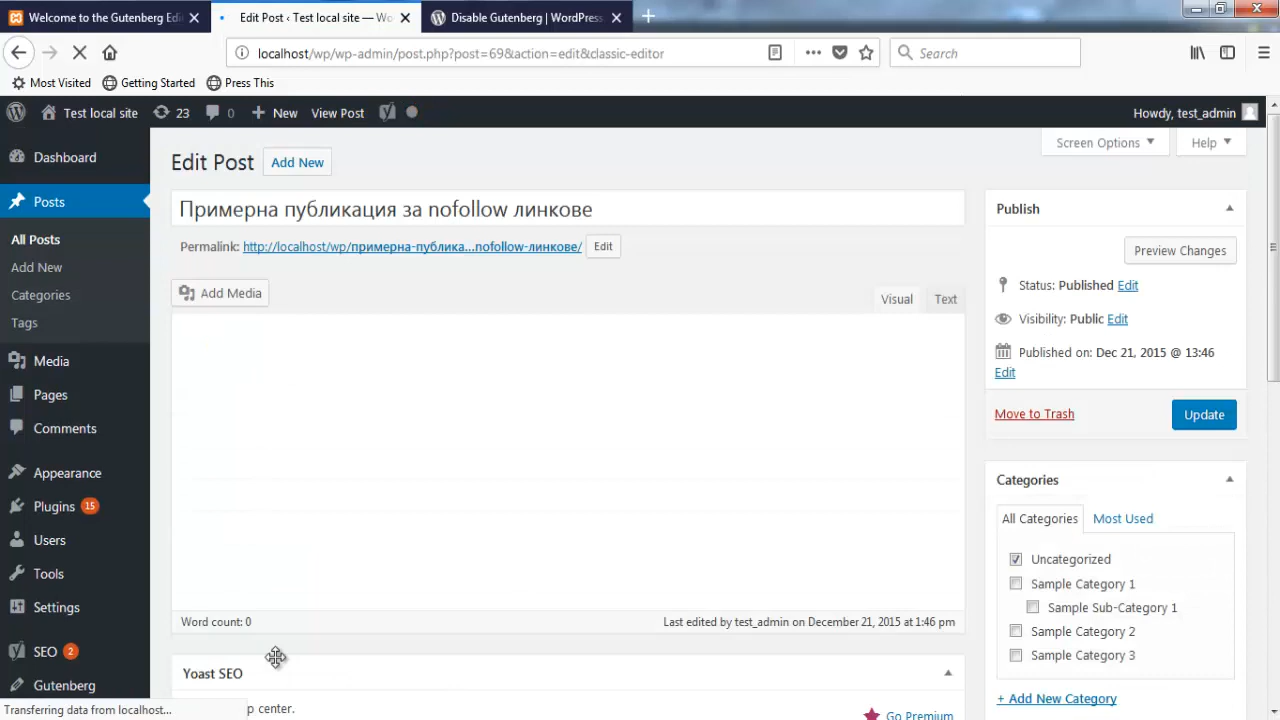 Welcome to the Gutenberg Edi
Edit Post ‹ Test local site — Wo
Disable Gutenberg | WordPress
localhost/wp/wp-admin/post.php?post=69&action=edit&classic-editor
Search
Most Visited
Getting Started
Press This
Test local site
23
0
New
View Post
Howdy, test_admin
Dashboard
Posts
All Posts
Add New
Categories
Tags
Media
Pages
Comments
Appearance
Plugins 15
Users
Tools
Settings
SEO 2
Gutenberg
Transferring data from localhost...
Screen Options
Help
Edit Post
Add New
Примерна публикация за nofollow линкове
Permalink: http://localhost/wp/примерна-публика...nofollow-линкове/ Edit
Add Media
Visual
Text
Word count: 0
Last edited by test_admin on December 21, 2015 at 1:46 pm
Yoast SEO
p center.
Go Premium
Publish
Preview Changes
Status: Published Edit
Visibility: Public Edit
Published on: Dec 21, 2015 @ 13:46
Edit
Move to Trash
Update
Categories
All Categories
Most Used
Uncategorized
Sample Category 1
Sample Sub-Category 1
Sample Category 2
Sample Category 3
+ Add New Category